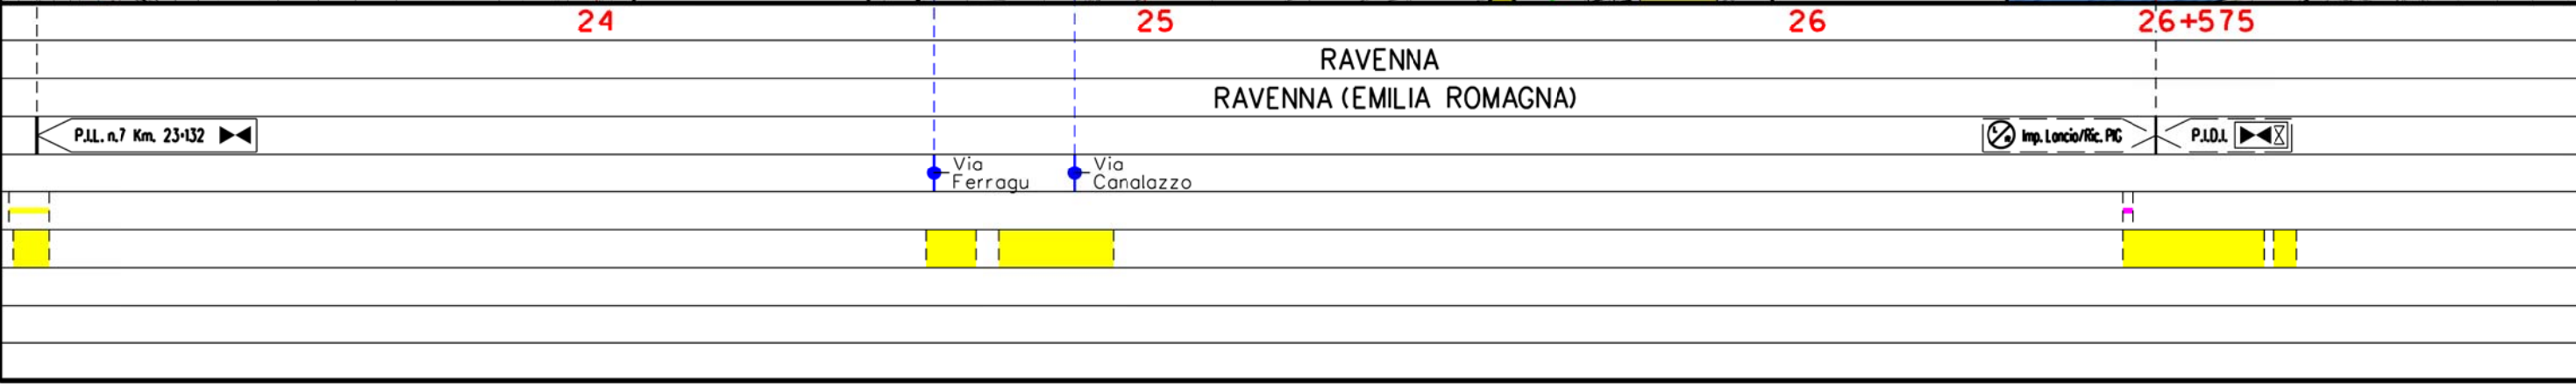 24 25 26 26+575
RAVENNA
RAVENNA (EMILIA ROMAGNA)
P.I.L. n.7 Km. 23+132 L/R Imp. Lancio/Ric. PIG P.I.D.I.
Via Ferragu
Via Canalazzo